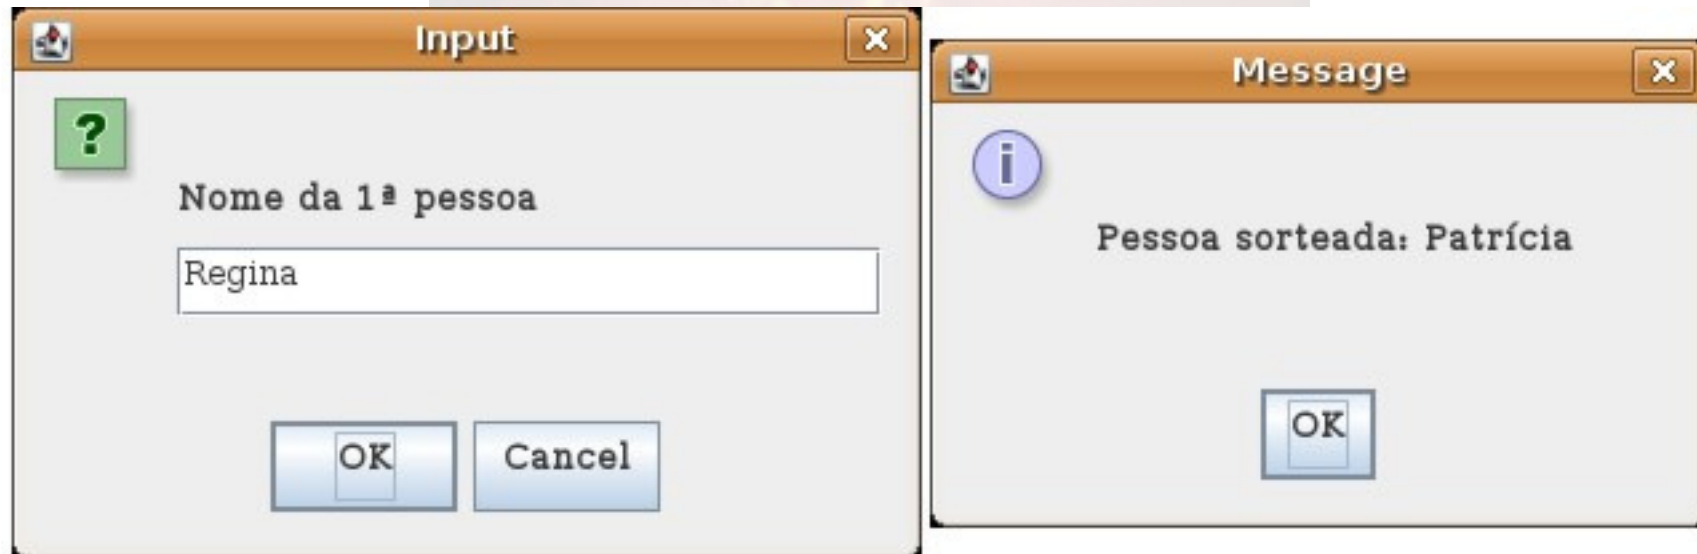 Input
?
Nome da 1ª pessoa
Regina
OK
Cancel
Message
i
Pessoa sorteada: Patrícia
OK